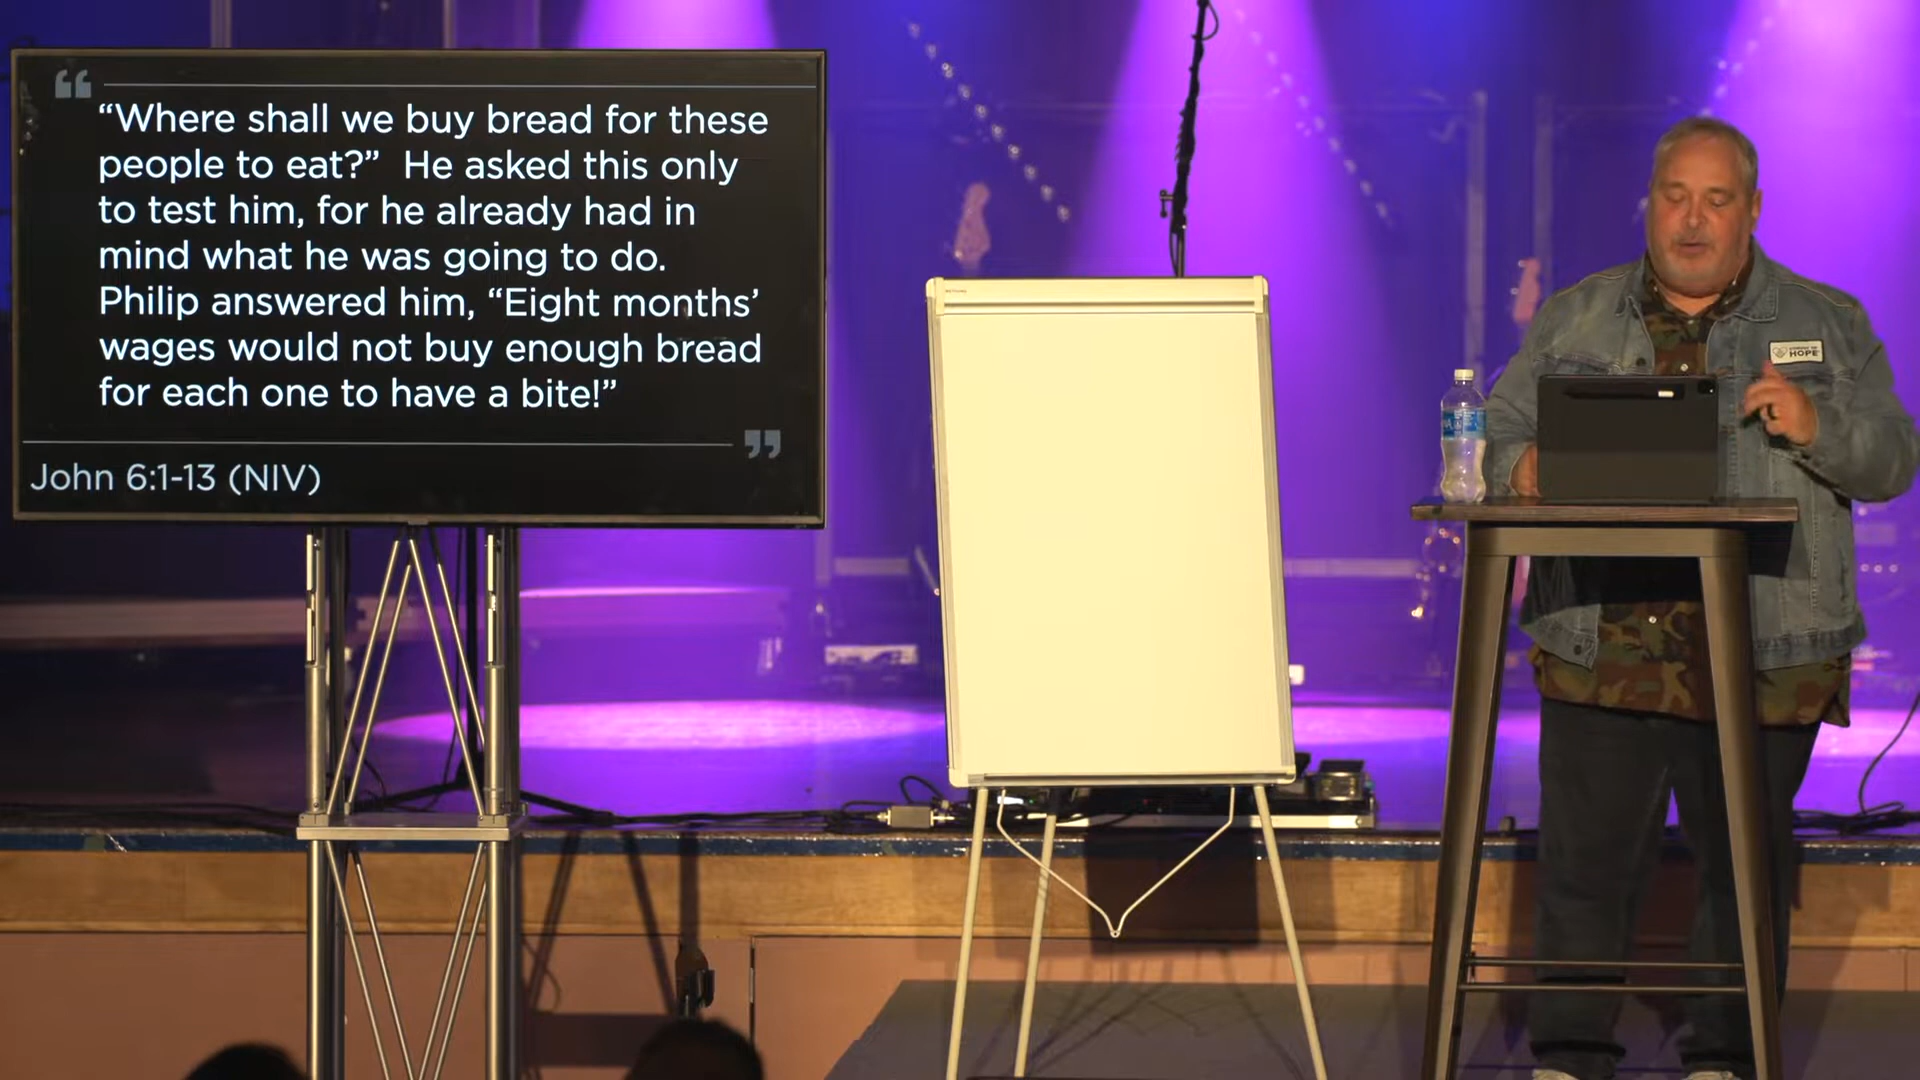 “Where shall we buy bread for these
people to eat?” He asked this only
to test him, for he already had in
mind what he was going to do.
Philip answered him, “Eight months’
wages would not buy enough bread
for each one to have a bite!”
John 6:1-13 (NIV)
HOPE